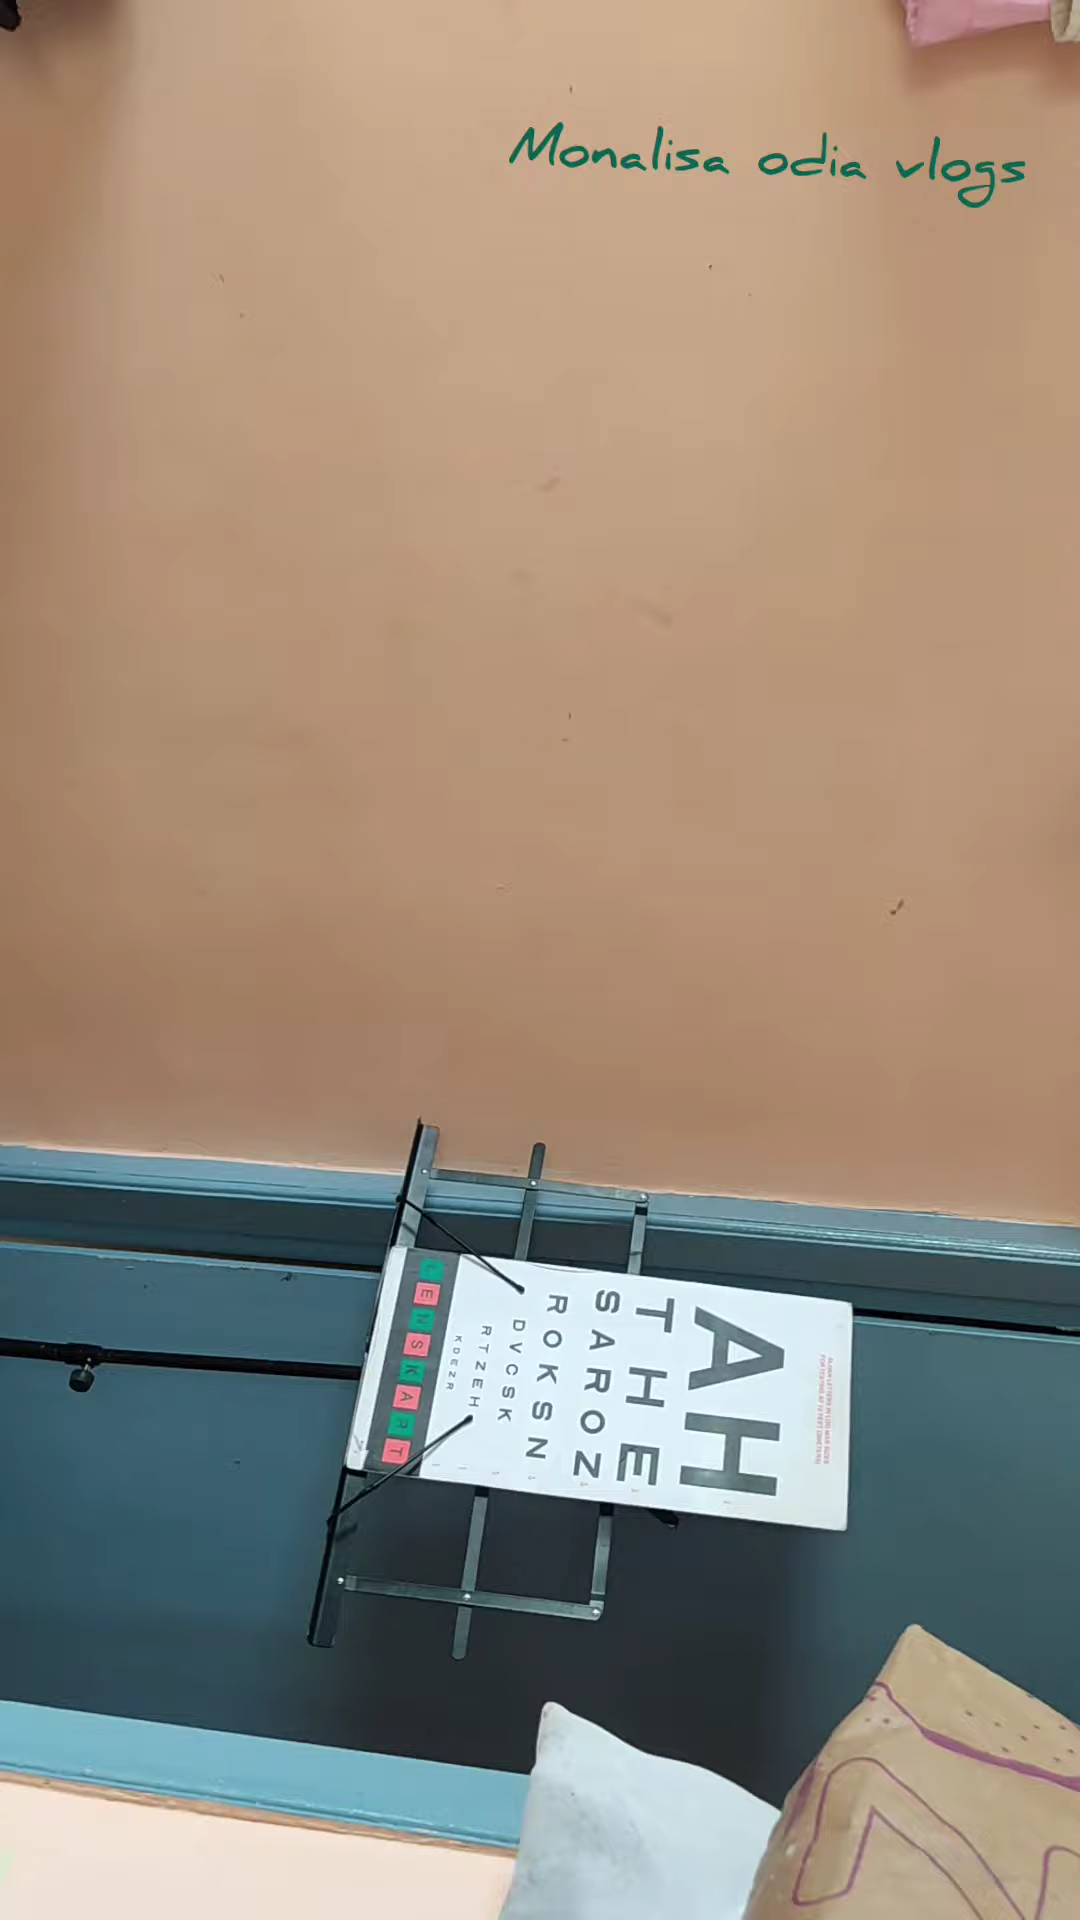 Monalisa odia vlogs
AH
THE
SAROZ
ROKSN
DVCSK
RTZEH
KDEZR
LENSKART